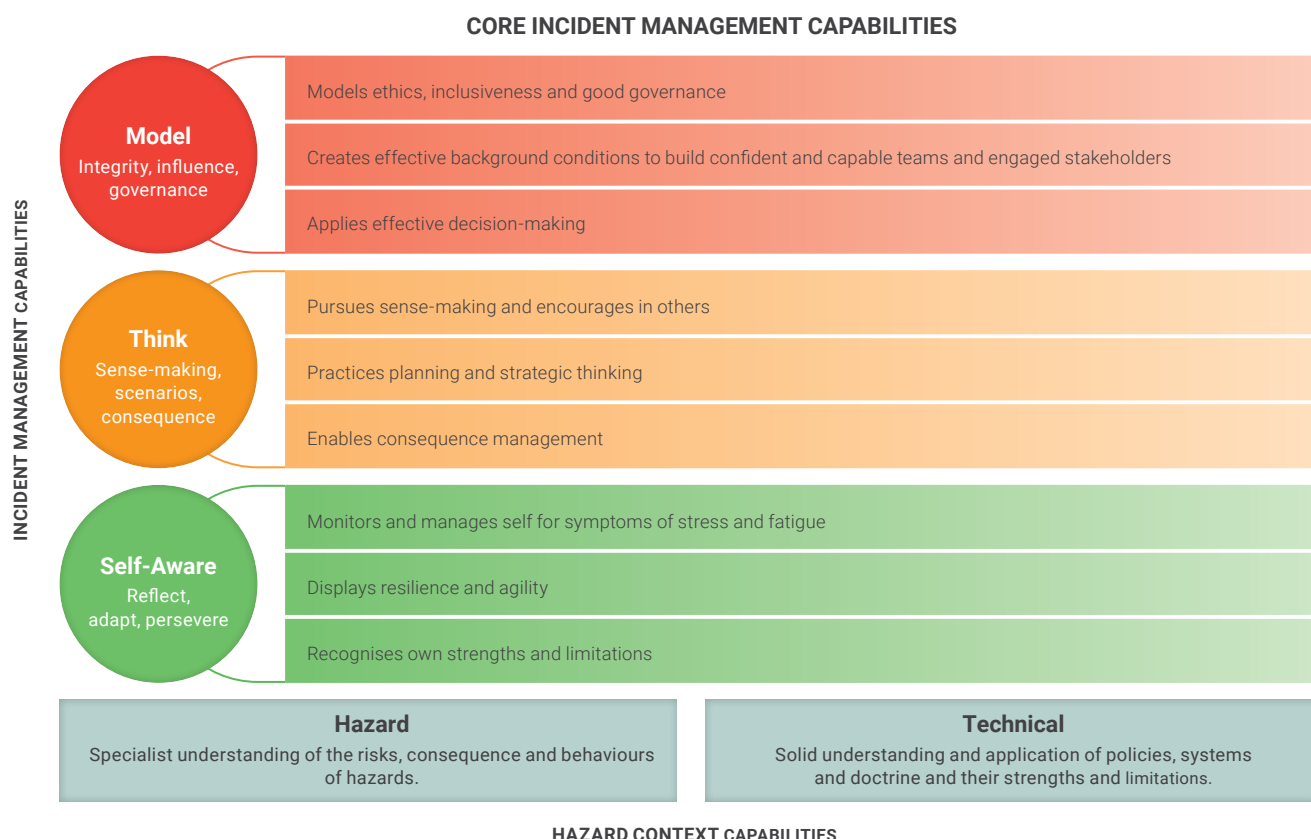 CORE INCIDENT MANAGEMENT CAPABILITIES
INCIDENT MANAGEMENT CAPABILITIES
Model
Integrity, influence,
governance
Models ethics, inclusiveness and good governance
Creates effective background conditions to build confident and capable teams and engaged stakeholders
Applies effective decision-making
Think
Sense-making,
scenarios,
consequence
Pursues sense-making and encourages in others
Practices planning and strategic thinking
Enables consequence management
Self-Aware
Reflect,
adapt, persevere
Monitors and manages self for symptoms of stress and fatigue
Displays resilience and agility
Recognises own strengths and limitations
Hazard
Specialist understanding of the risks, consequence and behaviours
of hazards.
Technical
Solid understanding and application of policies, systems
and doctrine and their strengths and limitations.
HAZARD CONTEXT CAPABILITIES